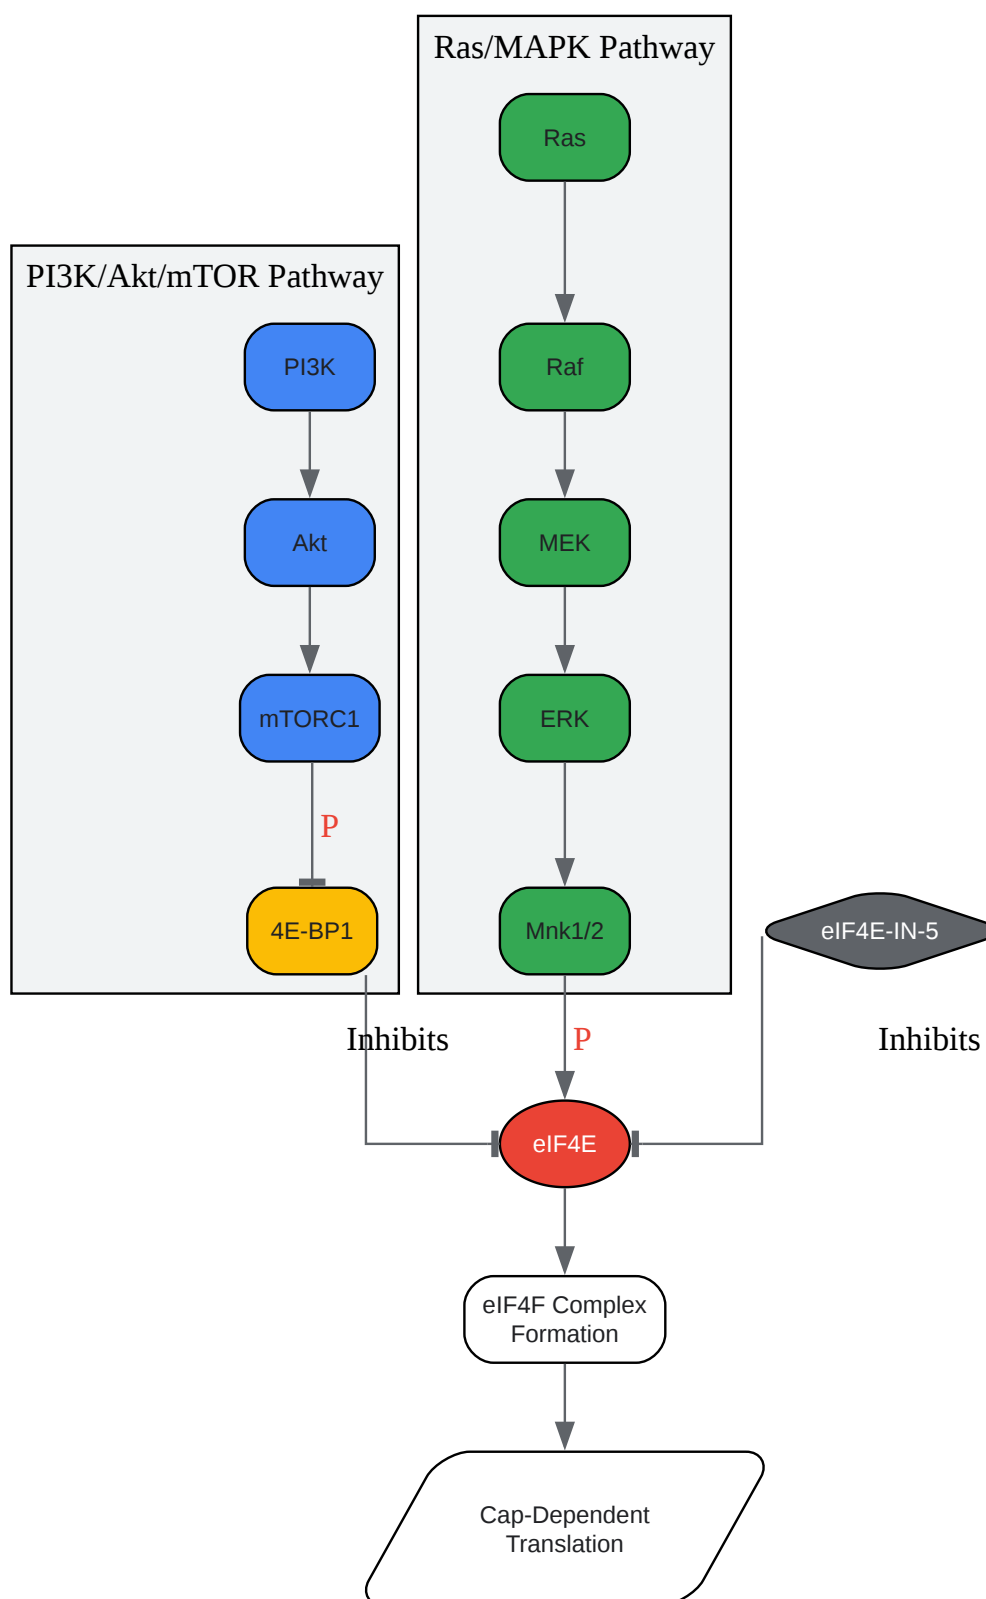 Ras/MAPK Pathway
Ras
PI3K/Akt/mTOR Pathway
PI3K
Raf
Akt
MEK
mTORC1
ERK
P
4E-BP1
Mnk1/2
eIF4E-IN-5
Inhibits
P
Inhibits
eIF4E
eIF4F Complex
Formation
Cap-Dependent
Translation